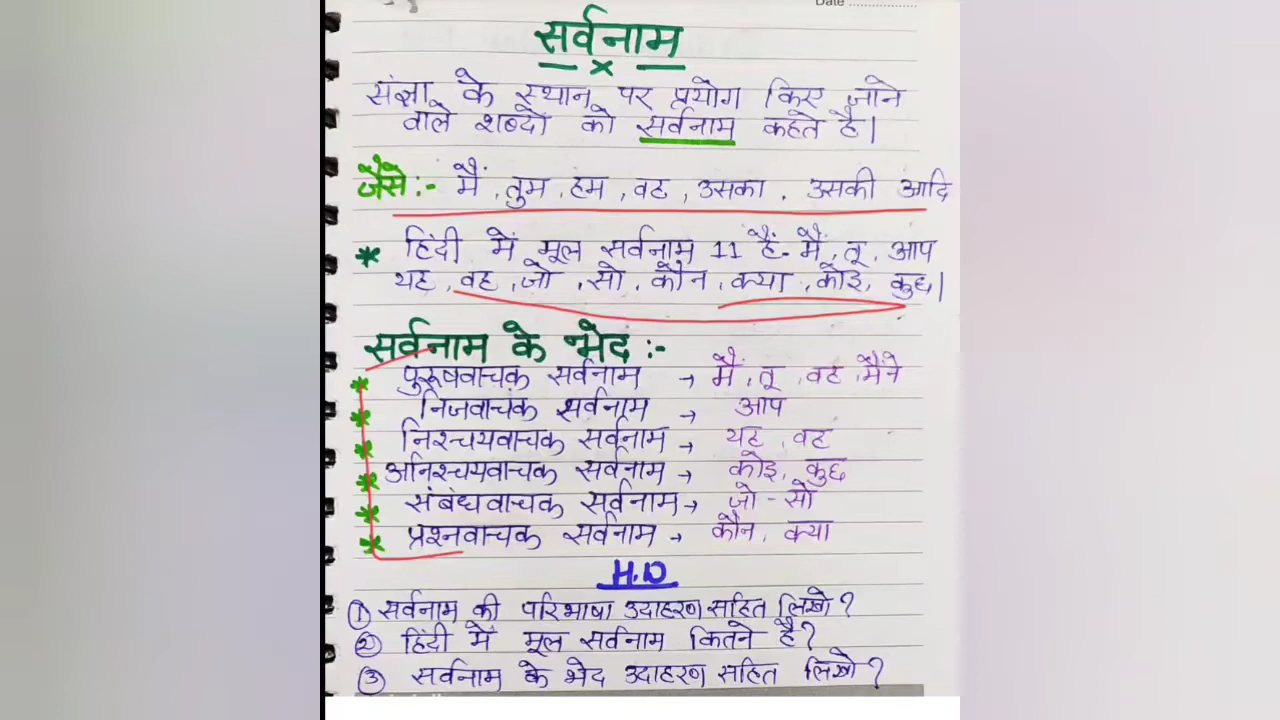 Date
सर्वनाम
संज्ञा के स्थान पर प्रयोग किए जाने
वाले शब्दों को सर्वनाम कहते है।
जैसे :- मैं , तुम , हम , वह , उसका , उसकी आदि
* हिंदी में मूल सर्वनाम 11 हैं- मैं , तू , आप
यह , वह , जो , सो , कौन , क्या , कोइ , कुछ।
सर्वनाम के भेद :-
* पुरुषवाचक सर्वनाम → मैं , तू , वह , मैंने
* निजवाचक सर्वनाम → आप
* निश्चयवाचक सर्वनाम → यह , वह
* अनिश्चयवाचक सर्वनाम → कोइ , कुछ
* संबंधवाचक सर्वनाम → जो - सो
* प्रश्नवाचक सर्वनाम → कौन , क्या
H.W
① सर्वनाम की परिभाषा उदाहरण सहित लिखो ?
② हिंदी में मूल सर्वनाम कितने है ?
③ सर्वनाम के भेद उदाहरण सहित लिखो ?